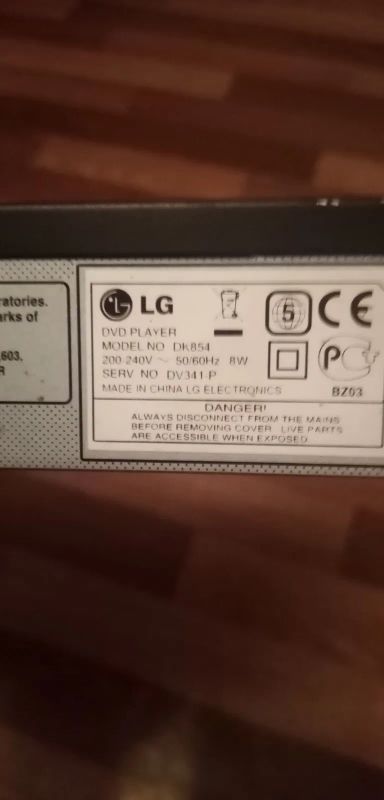 ratories.
arks of
603,
R
LG
5
CE
DVD PLAYER
MODEL NO DK854
200-240V ~ 50/60Hz 8W
SERV NO DV341-P
MADE IN CHINA LG ELECTRONICS
BZ03
DANGER!
ALWAYS DISCONNECT FROM THE MAINS
BEFORE REMOVING COVER LIVE PARTS
ARE ACCESSIBLE WHEN EXPOSED